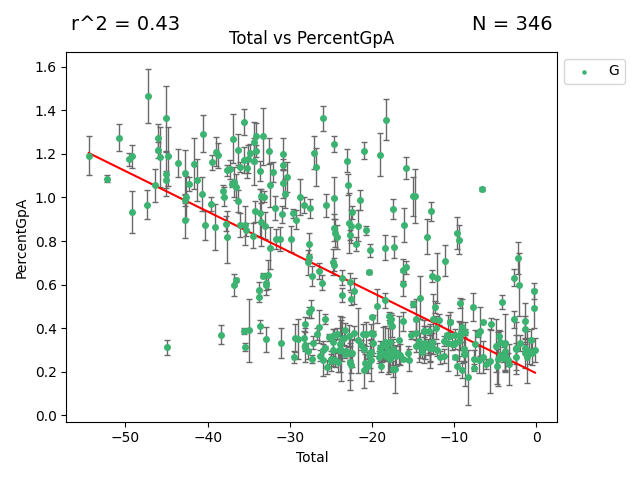 r^2 = 0.43 N = 346
Total vs PercentGpA
G
PercentGpA
1.6
1.4
1.2
1.0
0.8
0.6
0.4
0.2
0.0
−50 −40 −30 −20 −10 0
Total